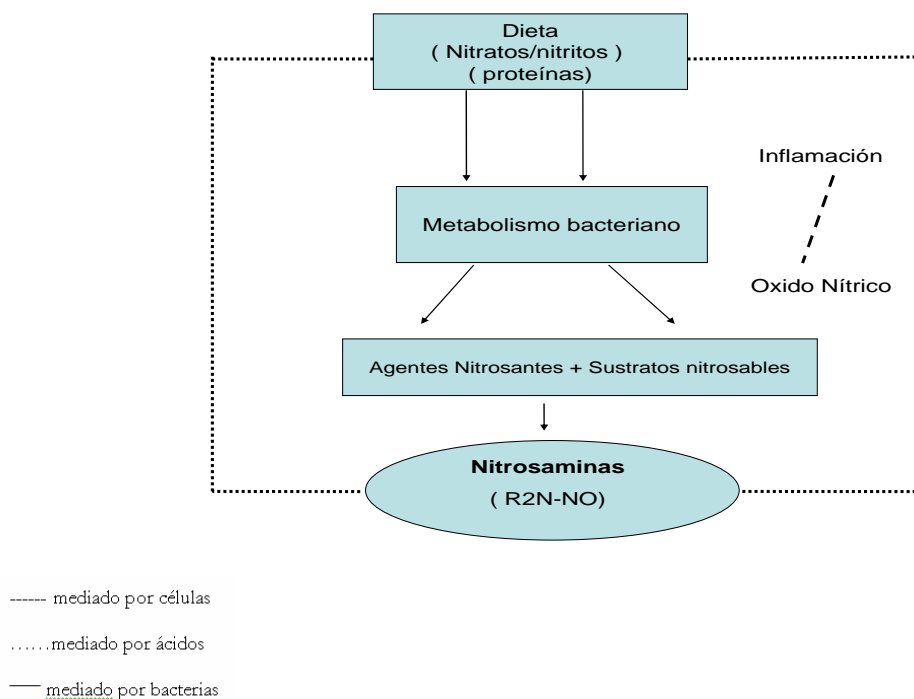 Dieta
( Nitratos/nitritos )
( proteínas)
Inflamación
Metabolismo bacteriano
Oxido Nítrico
Agentes Nitrosantes + Sustratos nitrosables
Nitrosaminas
( R2N-NO)
------ mediado por células
......mediado por ácidos
── mediado por bacterias